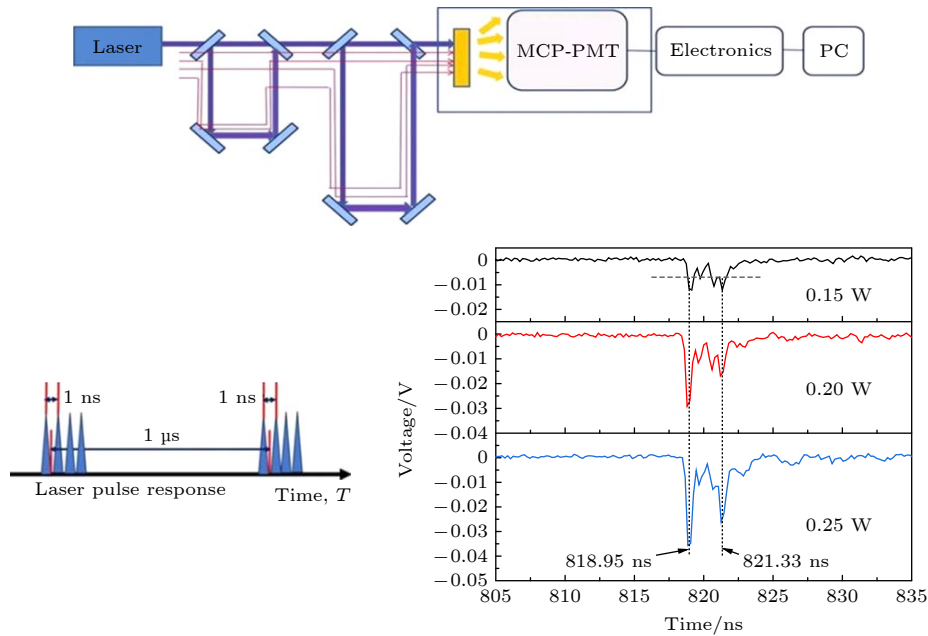 Laser
MCP-PMT
Electronics
PC
1 ns
1 ns
1 µs
Laser pulse response
Time, T
Voltage/V
0
−0.01
−0.02
0.15 W
0
−0.01
−0.02
−0.03
−0.04
0.20 W
0
−0.01
−0.02
−0.03
−0.04
−0.05
0.25 W
818.95 ns
821.33 ns
805
810
815
820
825
830
835
Time/ns